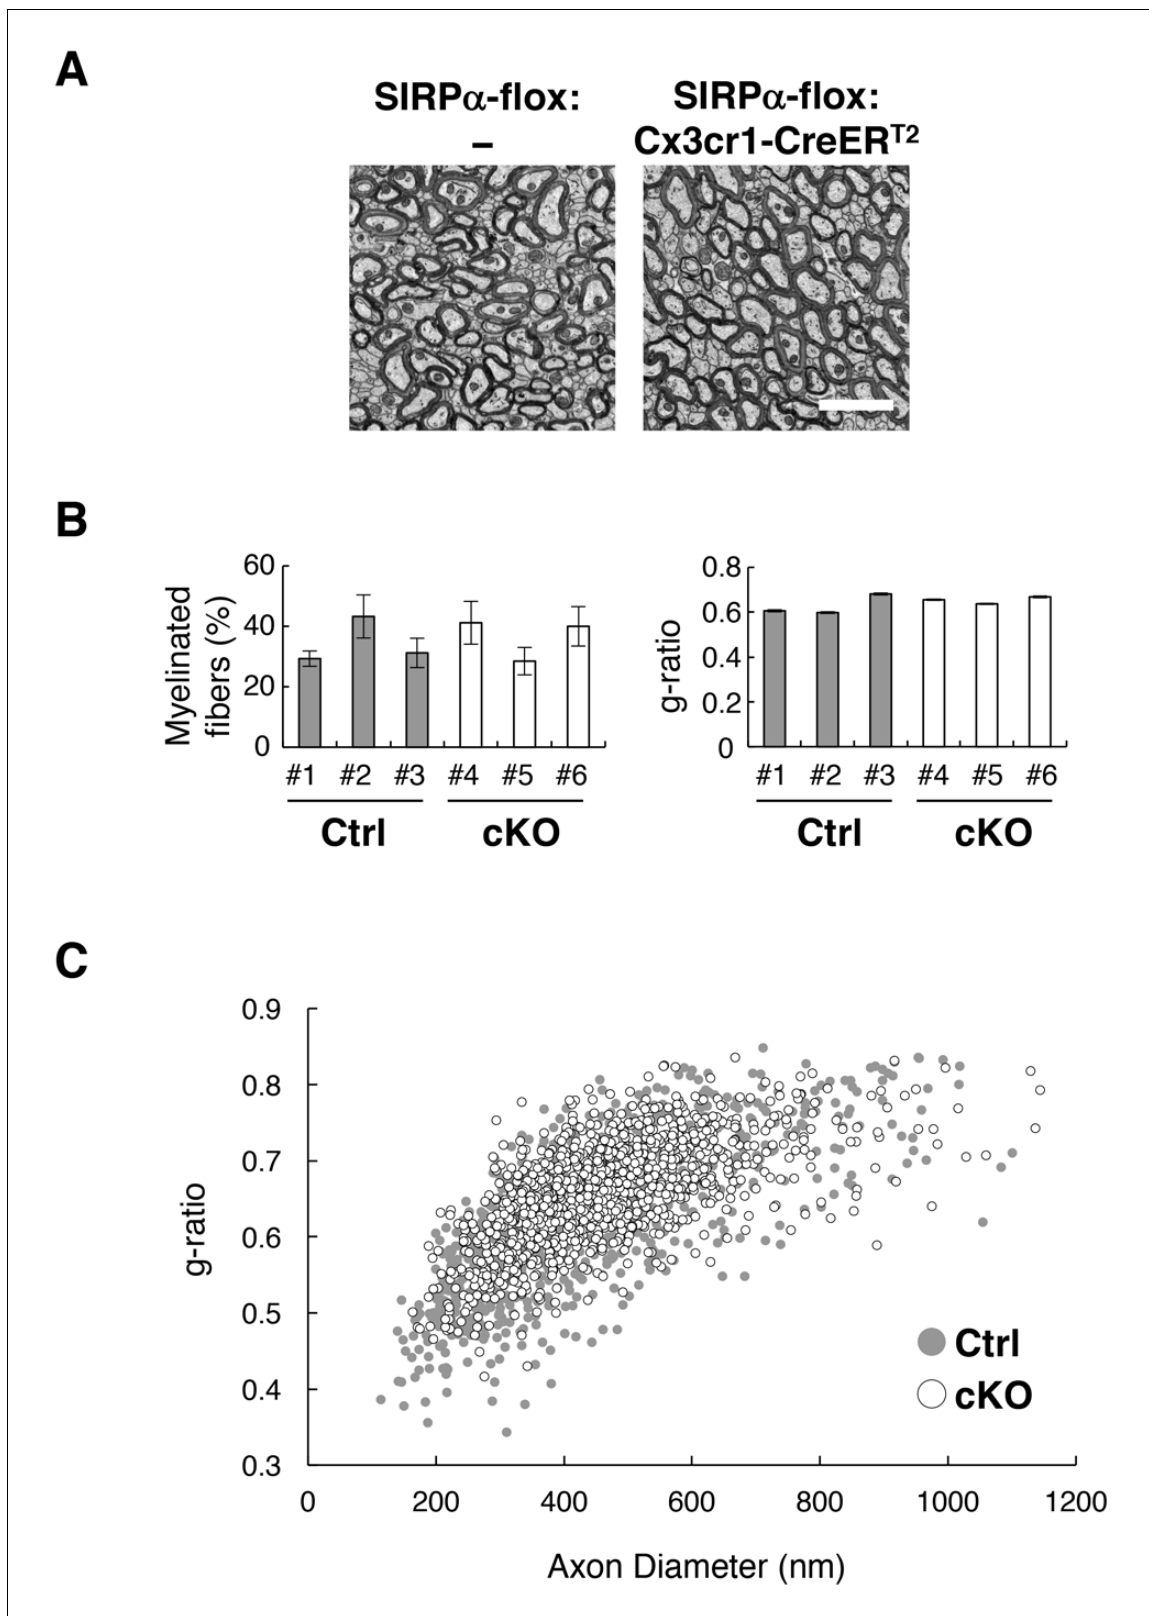 A
SIRPα-flox:
–
SIRPα-flox:
Cx3cr1-CreERT2
B
Myelinated
fibers (%)
60
40
20
0
#1 #2 #3 #4 #5 #6
Ctrl cKO
g-ratio
0.8
0.6
0.4
0.2
0
#1 #2 #3 #4 #5 #6
Ctrl cKO
C
g-ratio
0.9
0.8
0.7
0.6
0.5
0.4
0.3
Ctrl
cKO
0 200 400 600 800 1000 1200
Axon Diameter (nm)